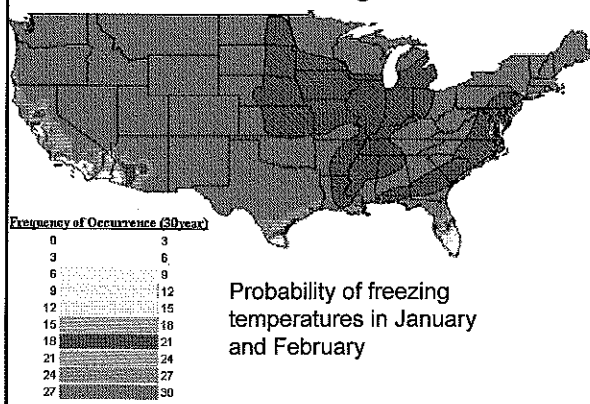 Frequency of Occurrence (30year)
0 3
3 6
6 9
9 12
12 15
15 18
18 21
21 24
24 27
27 30
Probability of freezing
temperatures in January
and February